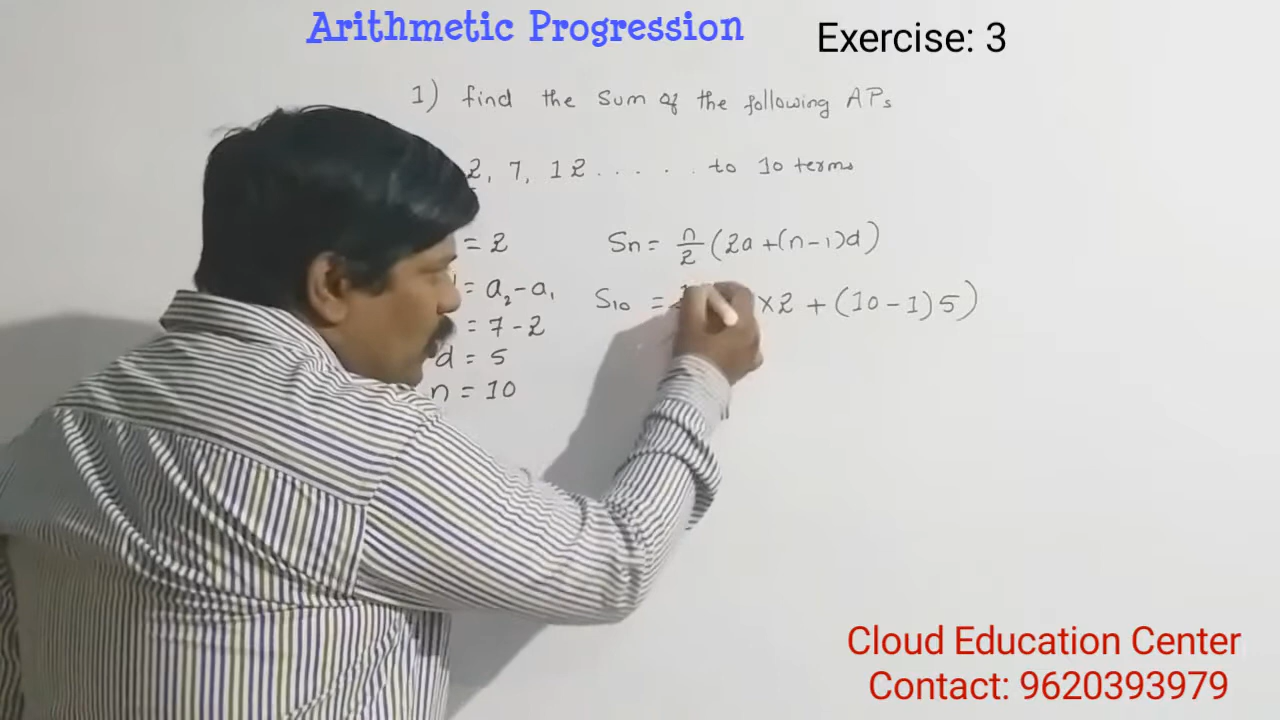 Arithmetic Progression
Exercise: 3
1) find the sum of the following APs
2, 7, 12 . . . . . to 10 terms
= 2
= a₂ - a₁
= 7 - 2
d = 5
n = 10
Sn = n/2 (2a + (n-1)d)
S₁₀ = ×2 + (10-1)5)
Cloud Education Center
Contact: 9620393979